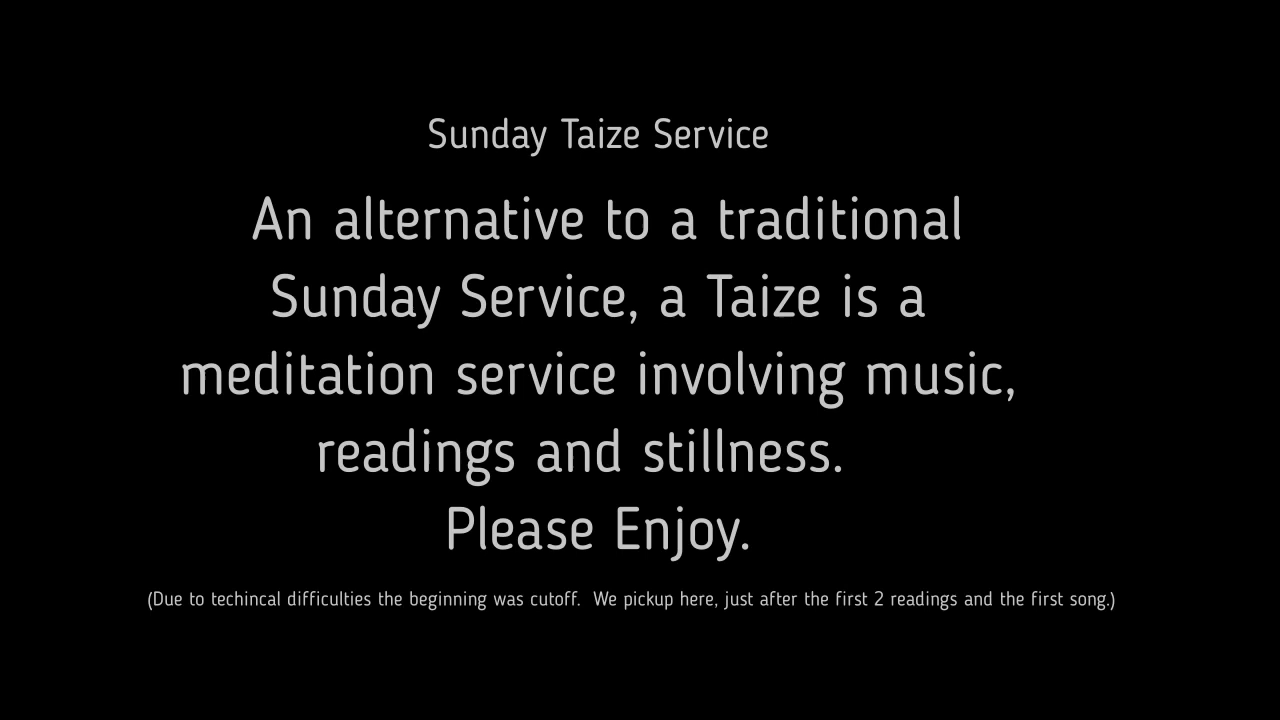 Sunday Taize Service
An alternative to a traditional
Sunday Service, a Taize is a
meditation service involving music,
readings and stillness.
Please Enjoy.
(Due to techincal difficulties the beginning was cutoff.  We pickup here, just after the first 2 readings and the first song.)